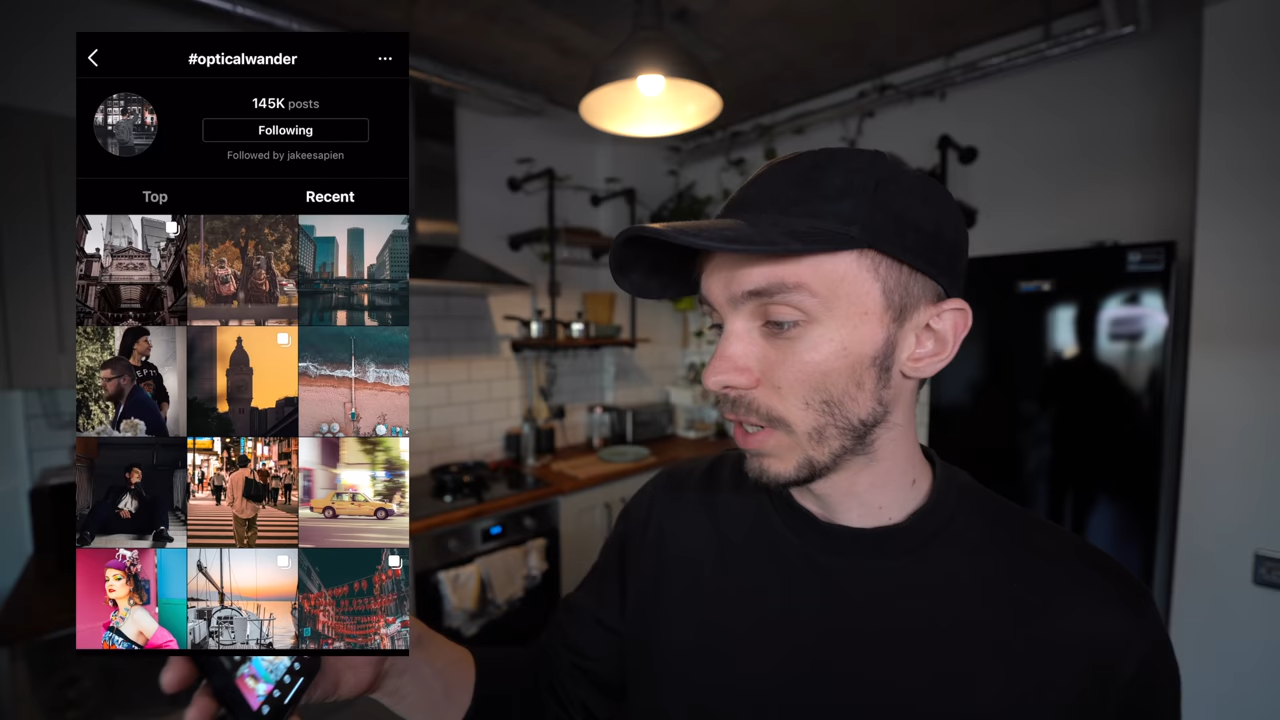 #opticalwander
145K posts
Following
Followed by jakeesapien
Top
Recent